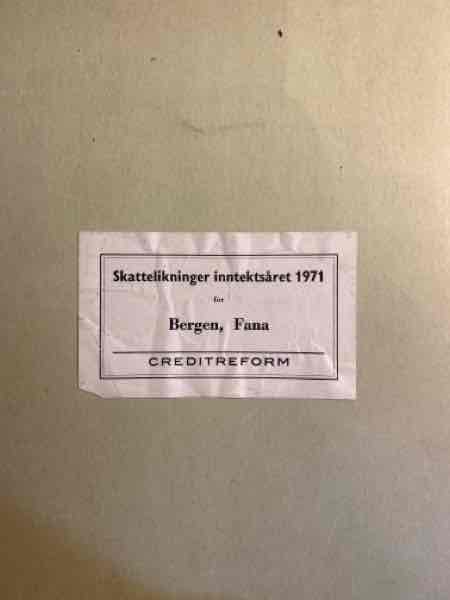 Skattelikninger inntektsåret 1971
for
Bergen, Fana
CREDITREFORM